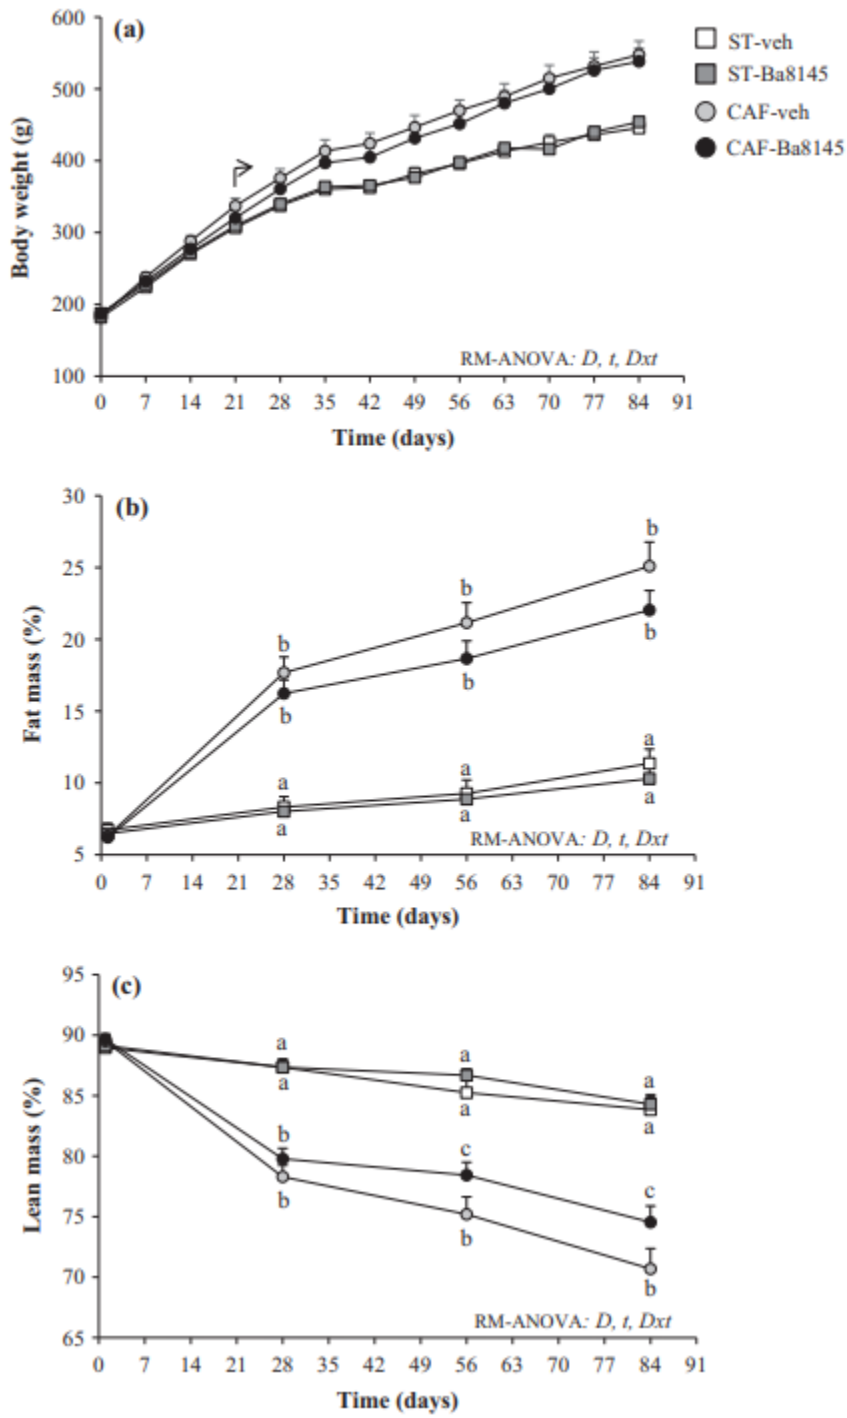 (a)
600
500
400
300
200
100
Body weight (g)
RM-ANOVA: D, t, Dxt
0 7 14 21 28 35 42 49 56 63 70 77 84 91
Time (days)
ST-veh
ST-Ba8145
CAF-veh
CAF-Ba8145
(b)
30
25
20
15
10
5
Fat mass (%)
b
b
b
b
b
b
a
a
a
a
a
a
RM-ANOVA: D, t, Dxt
0 7 14 21 28 35 42 49 56 63 70 77 84 91
Time (days)
(c)
95
90
85
80
75
70
65
Lean mass (%)
a
a
a
a
a
a
b
c
c
b
b
b
RM-ANOVA: D, t, Dxt
0 7 14 21 28 35 42 49 56 63 70 77 84 91
Time (days)